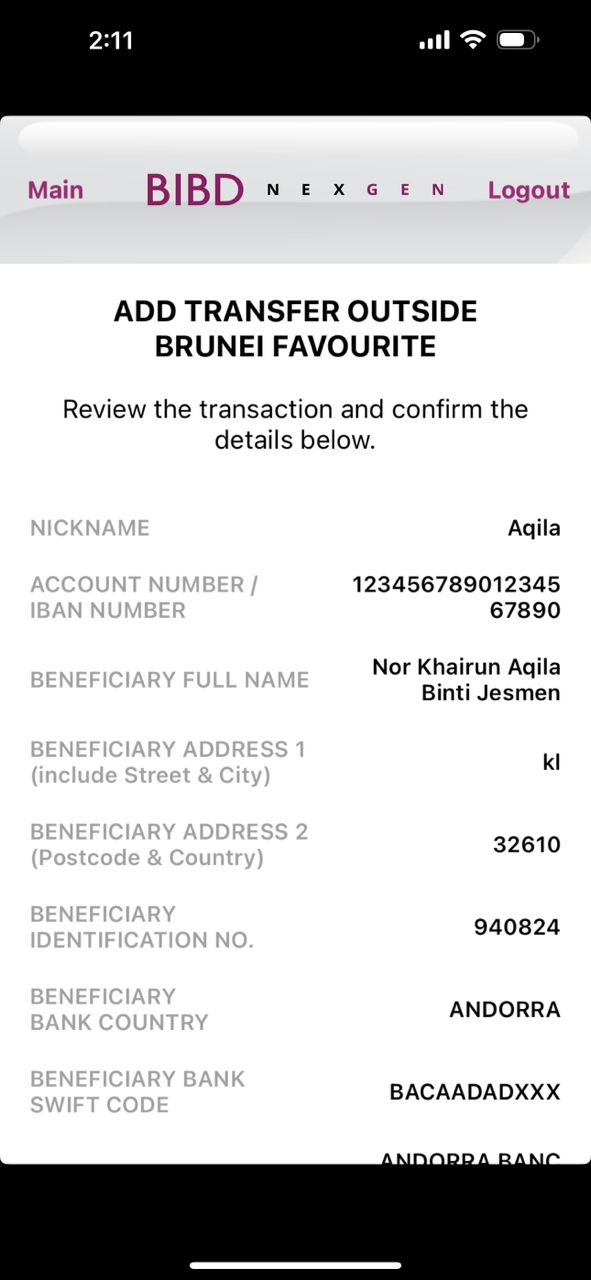 2:11
Main BIBD NEXGEN Logout
ADD TRANSFER OUTSIDE
BRUNEI FAVOURITE
Review the transaction and confirm the
details below.
NICKNAME Aqila
ACCOUNT NUMBER / 123456789012345
IBAN NUMBER 67890
BENEFICIARY FULL NAME Nor Khairun Aqila
Binti Jesmen
BENEFICIARY ADDRESS 1
(include Street & City) kl
BENEFICIARY ADDRESS 2
(Postcode & Country) 32610
BENEFICIARY
IDENTIFICATION NO. 940824
BENEFICIARY
BANK COUNTRY ANDORRA
BENEFICIARY BANK
SWIFT CODE BACAADADXXX
ANDORRA BANC